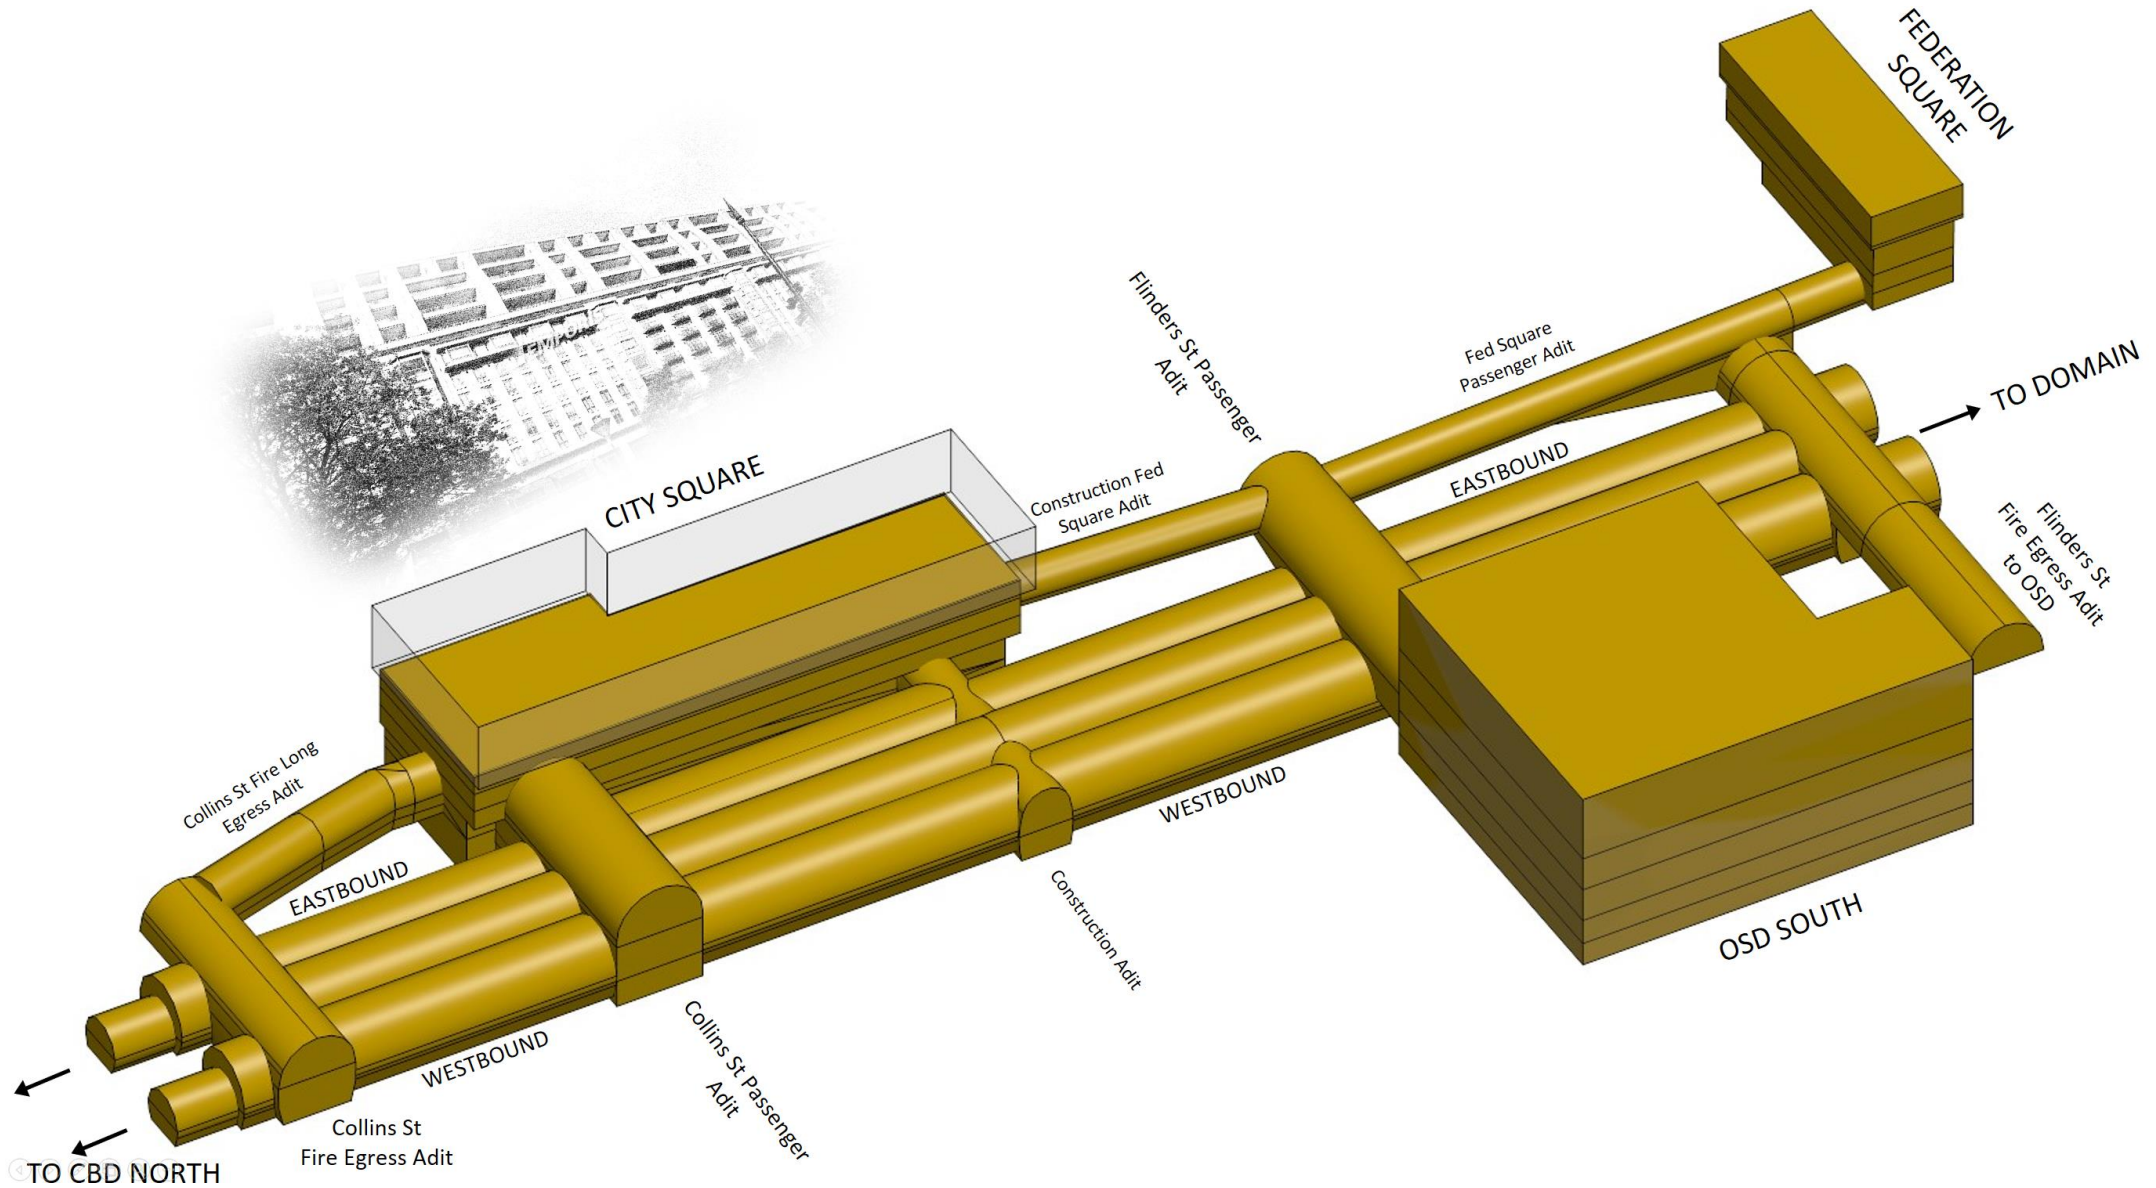 FEDERATION
SQUARE
TO DOMAIN
Fed Square
Passenger Adit
Flinders St Passenger
Adit
EASTBOUND
CITY SQUARE
Construction Fed
Square Adit
Flinders St
Fire Egress Adit
to OSD
Collins St Fire Long
Egress Adit
EASTBOUND
WESTBOUND
Construction Adit
OSD SOUTH
WESTBOUND
Collins St Passenger
Adit
Collins St
Fire Egress Adit
TO CBD NORTH